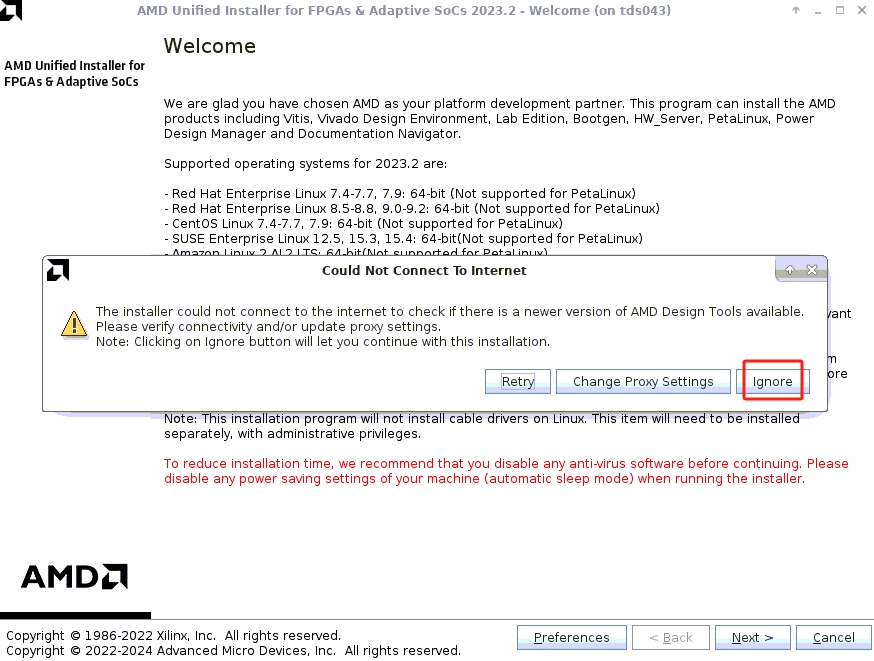 AMD Unified Installer for FPGAs & Adaptive SoCs 2023.2 - Welcome (on tds043)
Welcome
AMD Unified Installer for
FPGAs & Adaptive SoCs
We are glad you have chosen AMD as your platform development partner. This program can install the AMD
products including Vitis, Vivado Design Environment, Lab Edition, Bootgen, HW_Server, PetaLinux, Power
Design Manager and Documentation Navigator.
Supported operating systems for 2023.2 are:
- Red Hat Enterprise Linux 7.4-7.7, 7.9: 64-bit (Not supported for PetaLinux)
- Red Hat Enterprise Linux 8.5-8.8, 9.0-9.2: 64-bit (Not supported for PetaLinux)
- CentOS Linux 7.4-7.7, 7.9: 64-bit (Not supported for PetaLinux)
- SUSE Enterprise Linux 12.5, 15.3, 15.4: 64-bit(Not supported for PetaLinux)
- Amazon Linux 2 AL2 LTS: 64-bit(Not supported for PetaLinux)
Could Not Connect To Internet
The installer could not connect to the internet to check if there is a newer version of AMD Design Tools available.
Please verify connectivity and/or update proxy settings.
Note: Clicking on Ignore button will let you continue with this installation.
Retry
Change Proxy Settings
Ignore
Note: This installation program will not install cable drivers on Linux. This item will need to be installed
separately, with administrative privileges.
To reduce installation time, we recommend that you disable any anti-virus software before continuing. Please
disable any power saving settings of your machine (automatic sleep mode) when running the installer.
AMD
Copyright © 1986-2022 Xilinx, Inc. All rights reserved.
Copyright © 2022-2024 Advanced Micro Devices, Inc. All rights reserved.
Preferences
< Back
Next >
Cancel